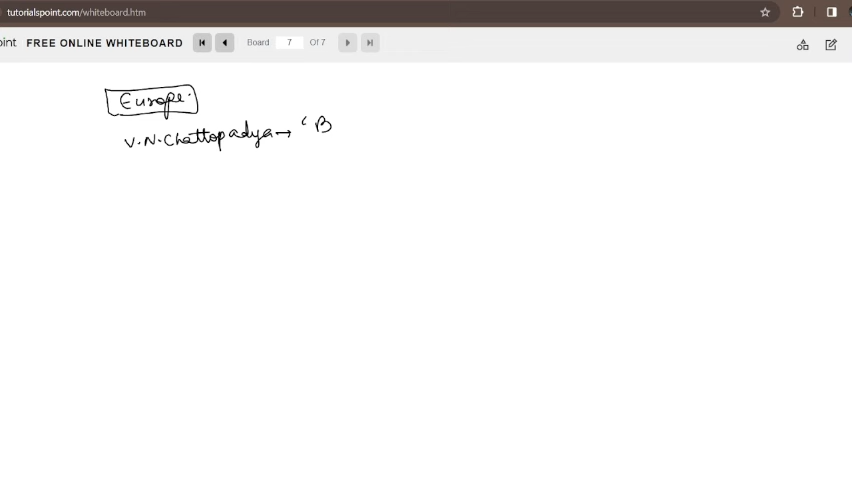 tutorialspoint.com/whiteboard.htm
oint FREE ONLINE WHITEBOARD Board 7 Of 7
Europe.
V.N.Chattopadya → ‘B